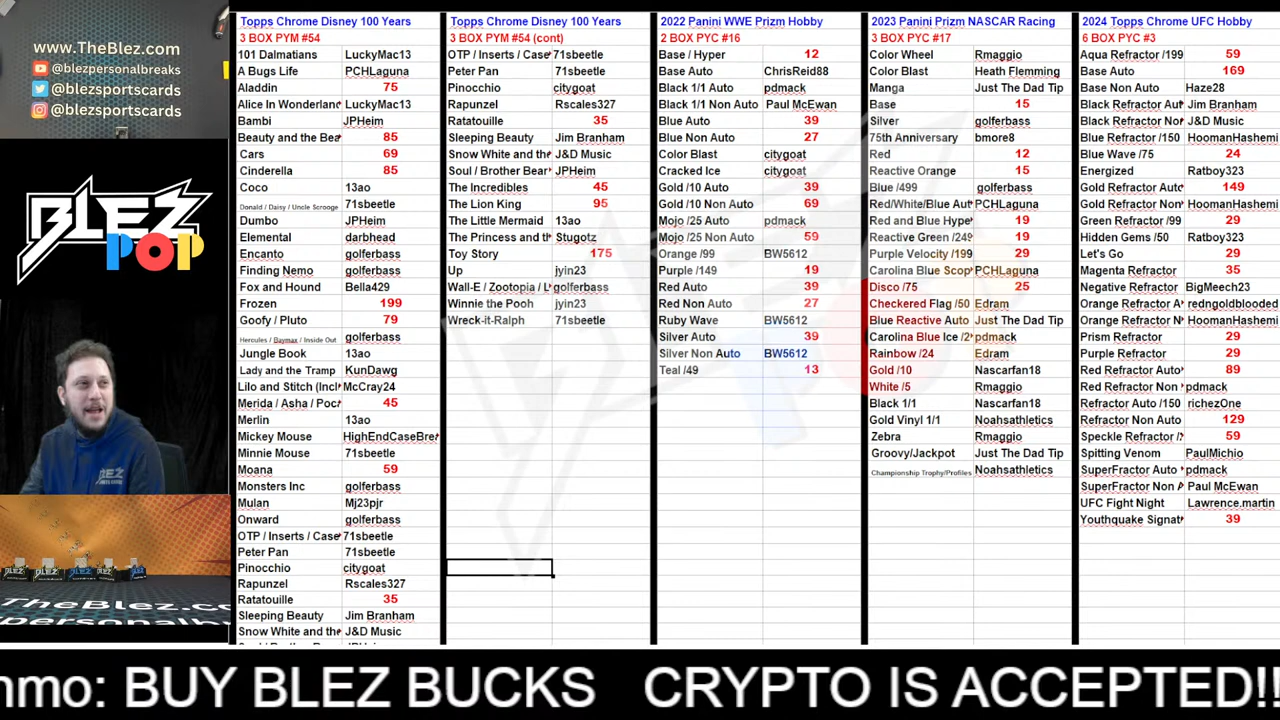 www.TheBlez.com
@blezpersonalbreaks
@blezsportscards
BLEZ
POP
TheBlez.co
Topps Chrome Disney 100 Years
3 BOX PYM #54
101 Dalmatians LuckyMac13
A Bugs Life PCHLaguna
Aladdin 75
Alice In Wonderlan LuckyMac13
Bambi JPHeim
Beauty and the Bea 85
Cars 69
Cinderella 85
Coco 13ao
Donald / Daisy / Uncle Scrooge 71sbeetle
Dumbo JPHeim
Elemental darbhead
Encanto golferbass
Finding Nemo golferbass
Fox and Hound Bella429
Frozen 199
Goofy / Pluto 79
Hercules / Baymax / Inside Out golferbass
Jungle Book 13ao
Lady and the Tramp KunDawg
Lilo and Stitch (Incl McCray24
Merida / Asha / Poc 45
Merlin 13ao
Mickey Mouse HighEndCaseBre
Minnie Mouse 71sbeetle
Moana 59
Monsters Inc golferbass
Mulan Mj23pjr
Onward golferbass
OTP / Inserts / Case 71sbeetle
Peter Pan 71sbeetle
Pinocchio citygoat
Rapunzel Rscales327
Ratatouille 35
Sleeping Beauty Jim Branham
Snow White and the J&D Music
Topps Chrome Disney 100 Years
3 BOX PYM #54 (cont)
OTP / Inserts / Case 71sbeetle
Peter Pan 71sbeetle
Pinocchio citygoat
Rapunzel Rscales327
Ratatouille 35
Sleeping Beauty Jim Branham
Snow White and the J&D Music
Soul / Brother Bear JPHeim
The Incredibles 45
The Lion King 95
The Little Mermaid 13ao
The Princess and th Stugotz
Toy Story 175
Up jyin23
Wall-E / Zootopia / L golferbass
Winnie the Pooh jyin23
Wreck-it-Ralph 71sbeetle
2022 Panini WWE Prizm Hobby
2 BOX PYC #16
Base / Hyper 12
Base Auto ChrisReid88
Black 1/1 Auto pdmack
Black 1/1 Non Auto Paul McEwan
Blue Auto 39
Blue Non Auto 27
Color Blast citygoat
Cracked Ice citygoat
Gold /10 Auto 39
Gold /10 Non Auto 69
Mojo /25 Auto pdmack
Mojo /25 Non Auto 59
Orange /99 BW5612
Purple /149 19
Red Auto 39
Red Non Auto 27
Ruby Wave BW5612
Silver Auto 39
Silver Non Auto BW5612
Teal /49 13
2023 Panini Prizm NASCAR Racing
3 BOX PYC #17
Color Wheel Rmaggio
Color Blast Heath Flemming
Manga Just The Dad Tip
Base 15
Silver golferbass
75th Anniversary bmore8
Red 12
Reactive Orange 15
Blue /499 golferbass
Red/White/Blue Aut PCHLaguna
Red and Blue Hype 19
Reactive Green /249 19
Purple Velocity /199 29
Carolina Blue Scop PCHLaguna
Disco /75 25
Checkered Flag /50 Edram
Blue Reactive Auto Just The Dad Tip
Carolina Blue Ice /2 pdmack
Rainbow /24 Edram
Gold /10 Nascarfan18
White /5 Rmaggio
Black 1/1 Nascarfan18
Gold Vinyl 1/1 Noahsathletics
Zebra Rmaggio
Groovy/Jackpot Just The Dad Tip
Championship Trophy/Profiles Noahsathletics
2024 Topps Chrome UFC Hobby
6 BOX PYC #3
Aqua Refractor /199 59
Base Auto 169
Base Non Auto Haze28
Black Refractor Aut Jim Branham
Black Refractor Nor J&D Music
Blue Refractor /150 HoomanHashemi
Blue Wave /75 24
Energized Ratboy323
Gold Refractor Auto 149
Gold Refractor Non HoomanHashemi
Green Refractor /99 29
Hidden Gems /50 Ratboy323
Let's Go 29
Magenta Refractor 35
Negative Refractor BigMeech23
Orange Refractor A redngoldblooded
Orange Refractor N HoomanHashemi
Prism Refractor 29
Purple Refractor 29
Red Refractor Auto 89
Red Refractor Non pdmack
Refractor Auto /150 richezOne
Refractor Non Auto 129
Speckle Refractor /2 59
Spitting Venom PaulMichio
SuperFractor Auto pdmack
SuperFractor Non A Paul McEwan
UFC Fight Night Lawrence.martin
Youthquake Signat 39
nmo: BUY BLEZ BUCKS CRYPTO IS ACCEPTED!!